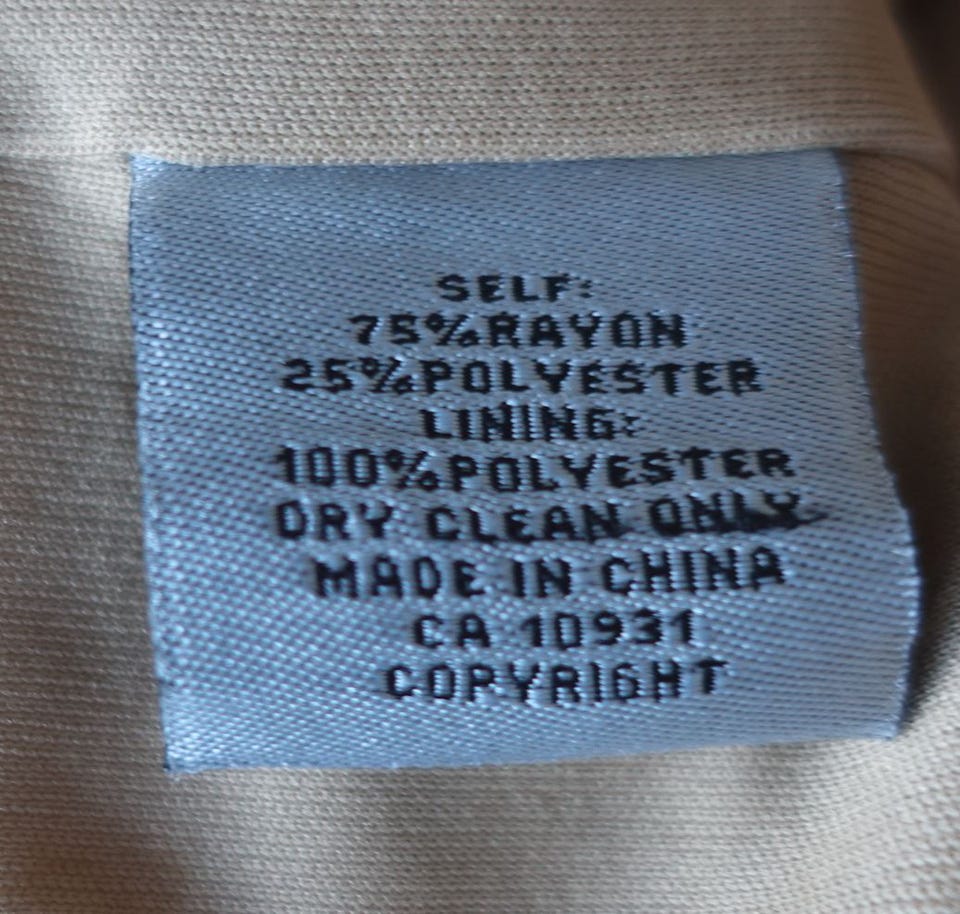 SELF:
75%RAYON
25%POLYESTER
LINING:
100%POLYESTER
DRY CLEAN ONLY
MADE IN CHINA
CA 10931
COPYRIGHT